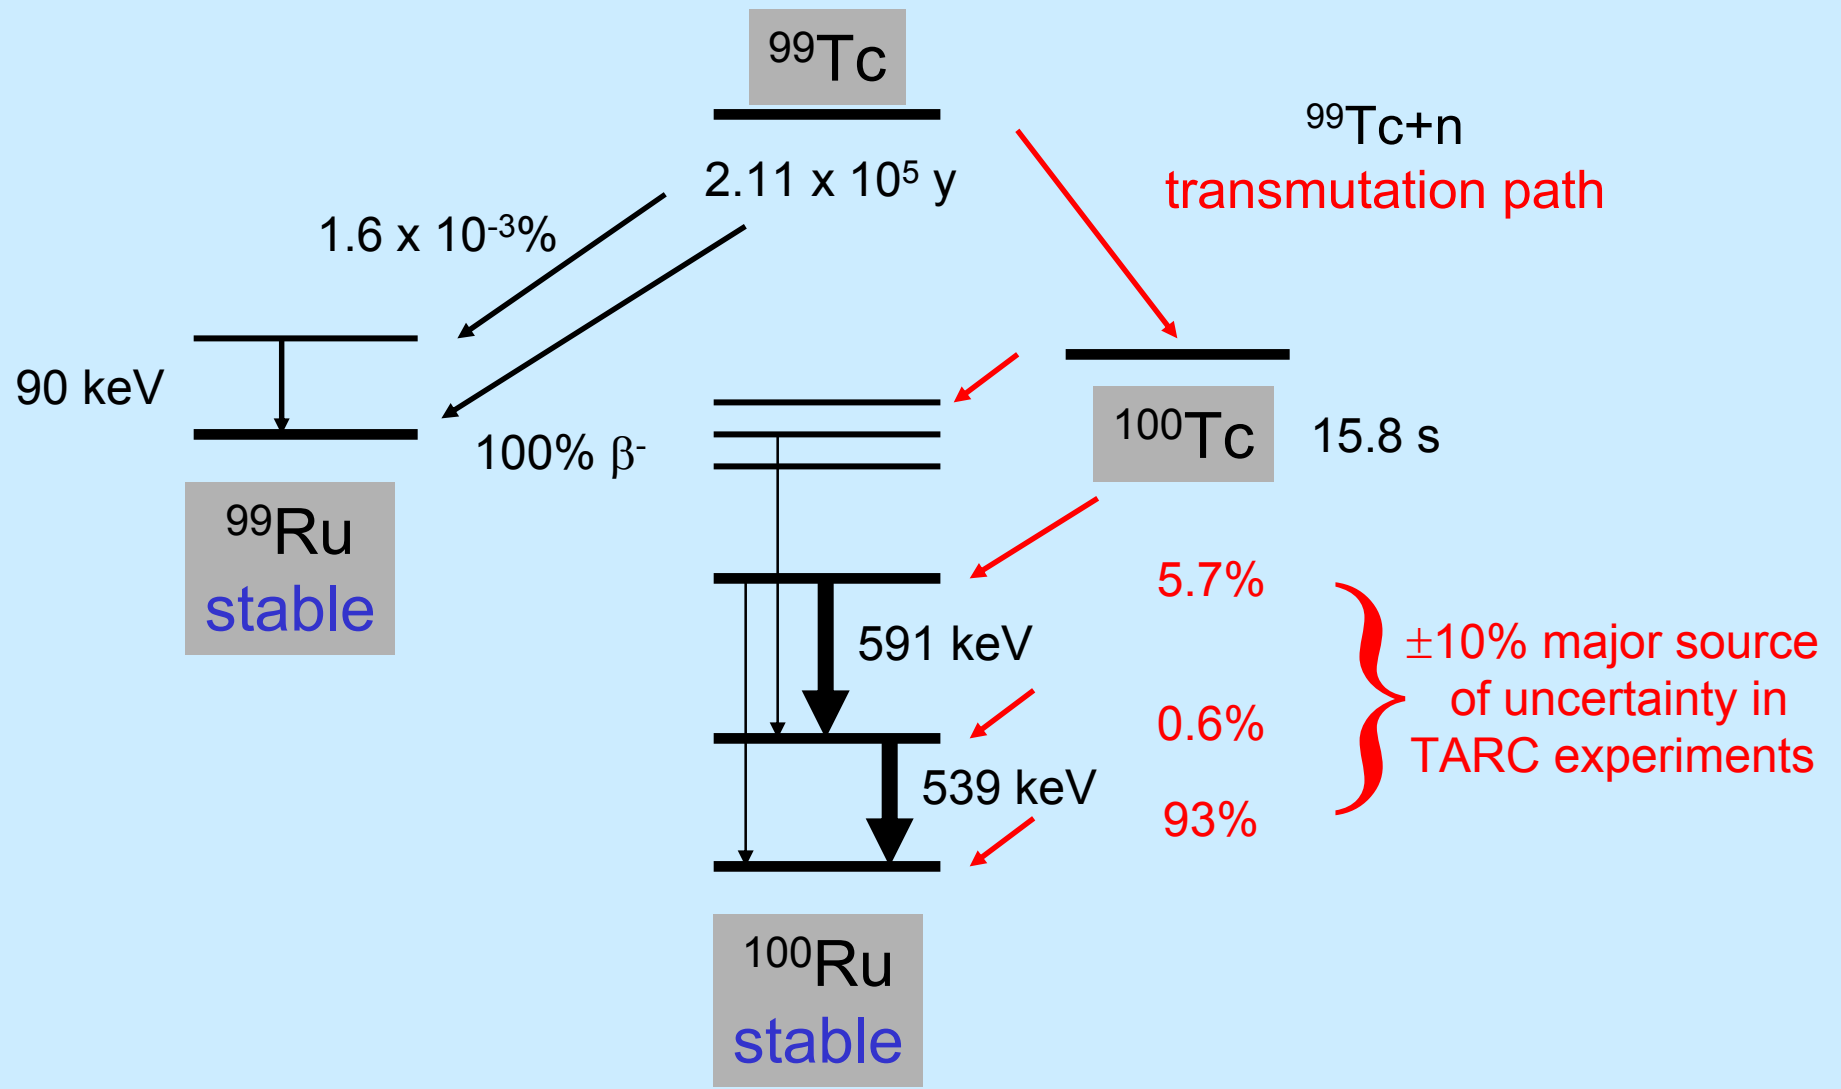 ⁹⁹Tc
⁹⁹Tc+n
transmutation path
2.11 x 10⁵ y
1.6 x 10⁻³%
90 keV
100% β⁻
⁹⁹Ru
stable
¹⁰⁰Tc
15.8 s
5.7%
591 keV
0.6%
539 keV
93%
±10% major source
of uncertainty in
TARC experiments
¹⁰⁰Ru
stable